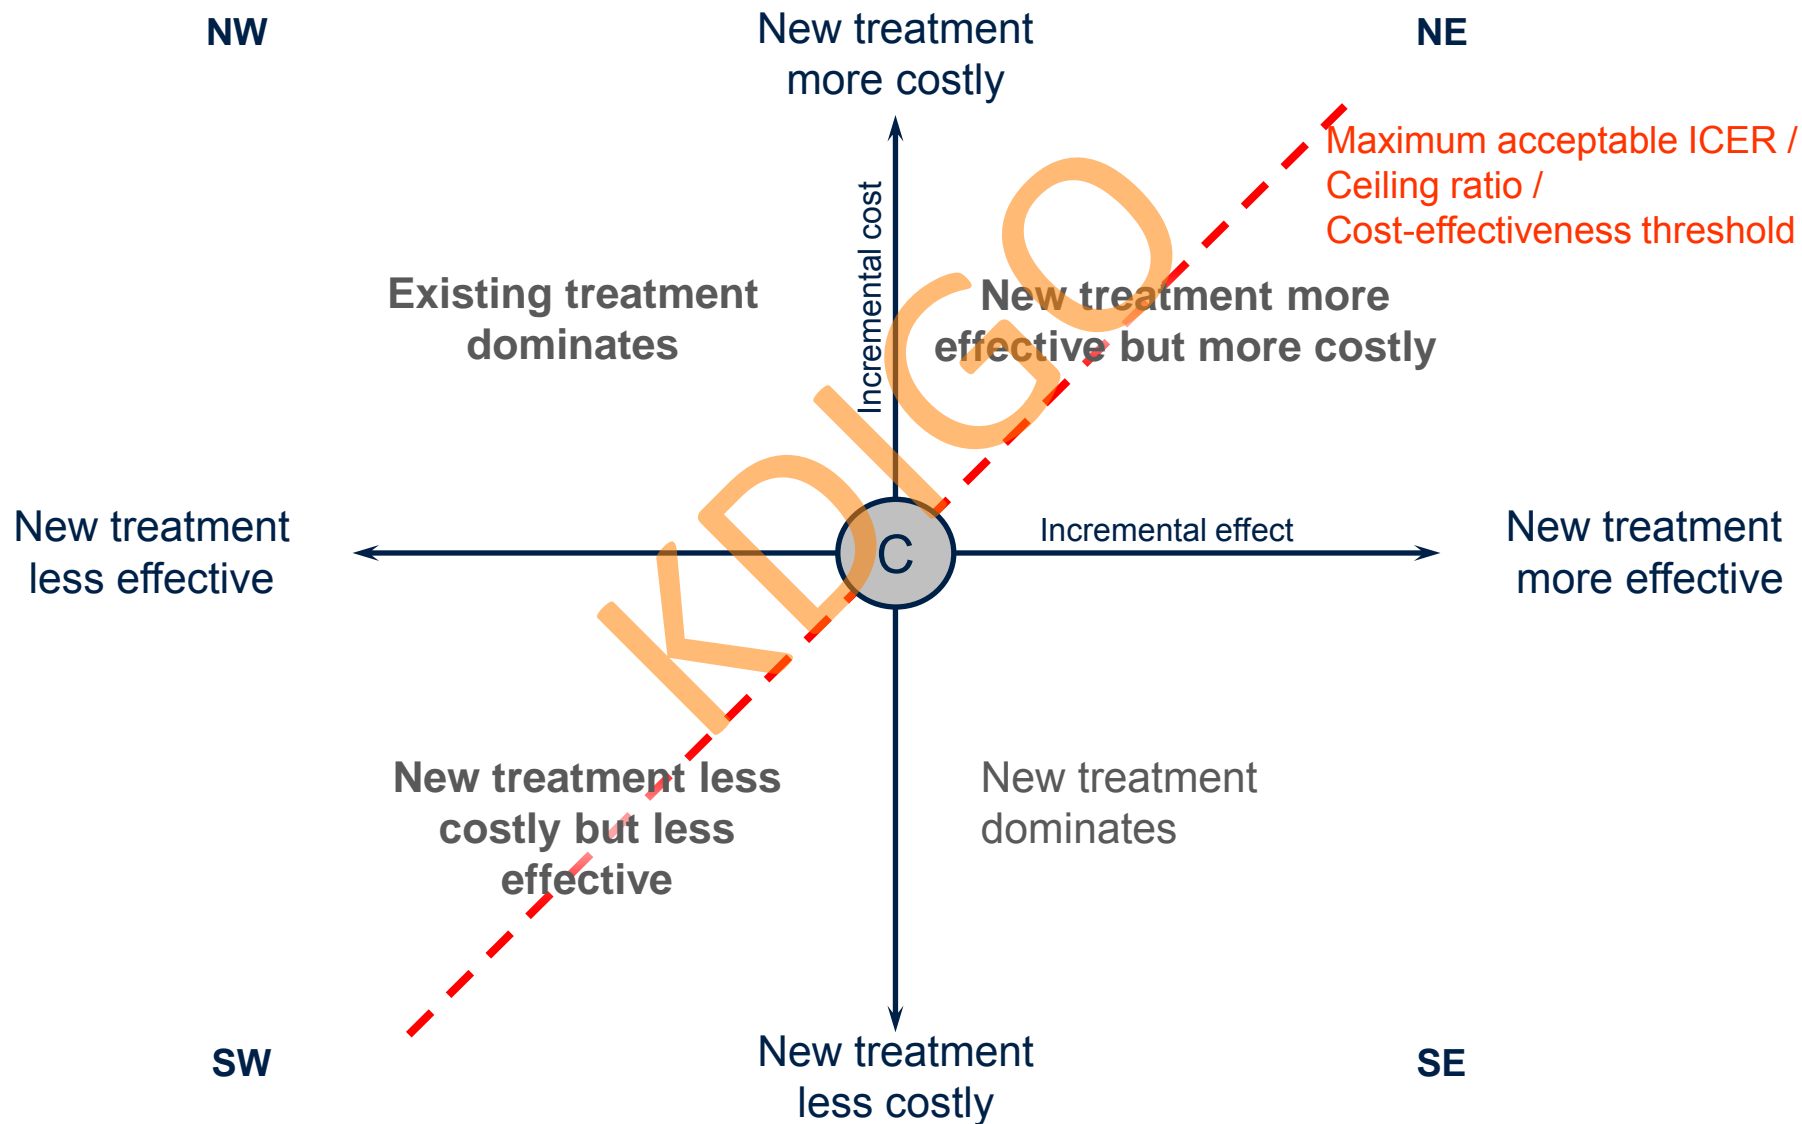 NW
New treatment
more costly
NE
Maximum acceptable ICER /
Ceiling ratio /
Cost-effectiveness threshold
Incremental cost
Existing treatment
dominates
New treatment more
effective but more costly
New treatment
less effective
C
Incremental effect
New treatment
more effective
KDIGO
New treatment less
costly but less
effective
New treatment
dominates
SW
New treatment
less costly
SE